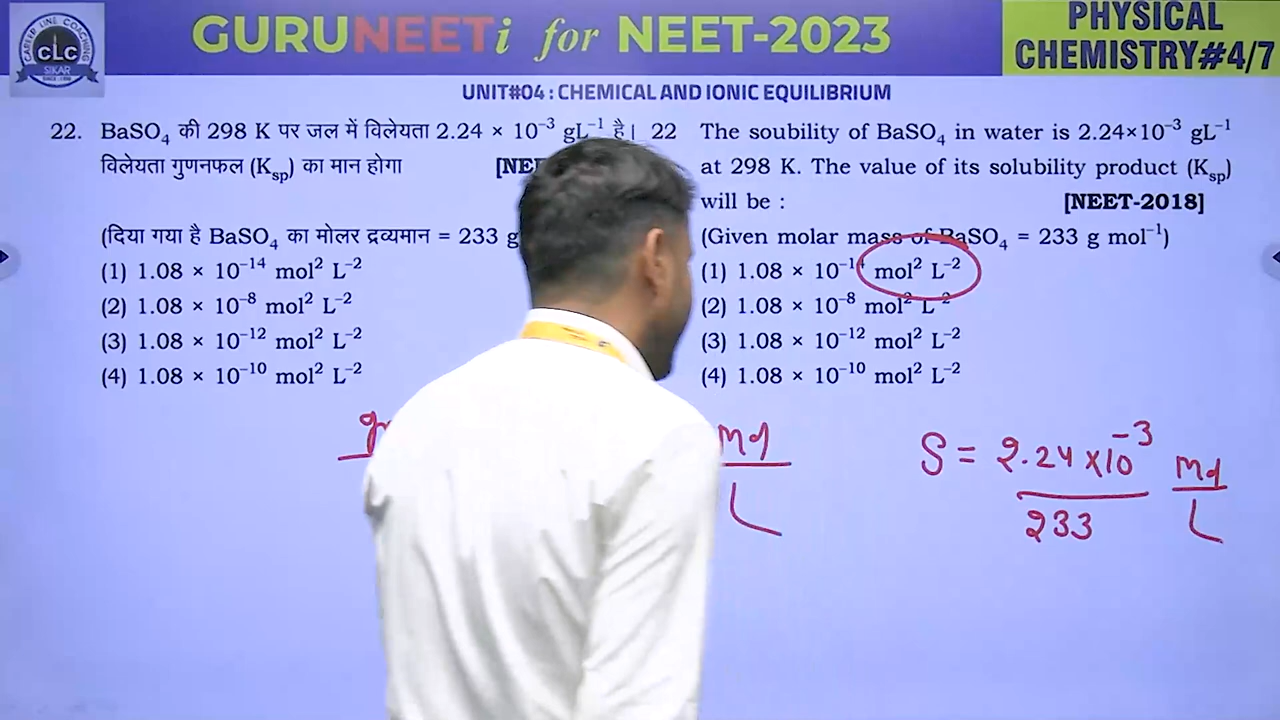 CAREER LINE COACHING
CLC
SIKAR
GURUNEETi for NEET-2023
PHYSICAL
CHEMISTRY#4/7
UNIT#04 : CHEMICAL AND IONIC EQUILIBRIUM
22. BaSO₄ की 298 K पर जल में विलेयता 2.24 × 10⁻³ gL⁻¹ है।
विलेयता गुणनफल (Ksp) का मान होगा [NE
(दिया गया है BaSO₄ का मोलर द्रव्यमान = 233 g
(1) 1.08 × 10⁻¹⁴ mol² L⁻²
(2) 1.08 × 10⁻⁸ mol² L⁻²
(3) 1.08 × 10⁻¹² mol² L⁻²
(4) 1.08 × 10⁻¹⁰ mol² L⁻²
22 The soubility of BaSO₄ in water is 2.24×10⁻³ gL⁻¹
at 298 K. The value of its solubility product (Ksp)
will be : [NEET-2018]
(Given molar mass of BaSO₄ = 233 g mol⁻¹)
(1) 1.08 × 10⁻¹⁴ mol² L⁻²
(2) 1.08 × 10⁻⁸ mol² L⁻²
(3) 1.08 × 10⁻¹² mol² L⁻²
(4) 1.08 × 10⁻¹⁰ mol² L⁻²
mol
L
S = 2.24×10⁻³ mol
233 L